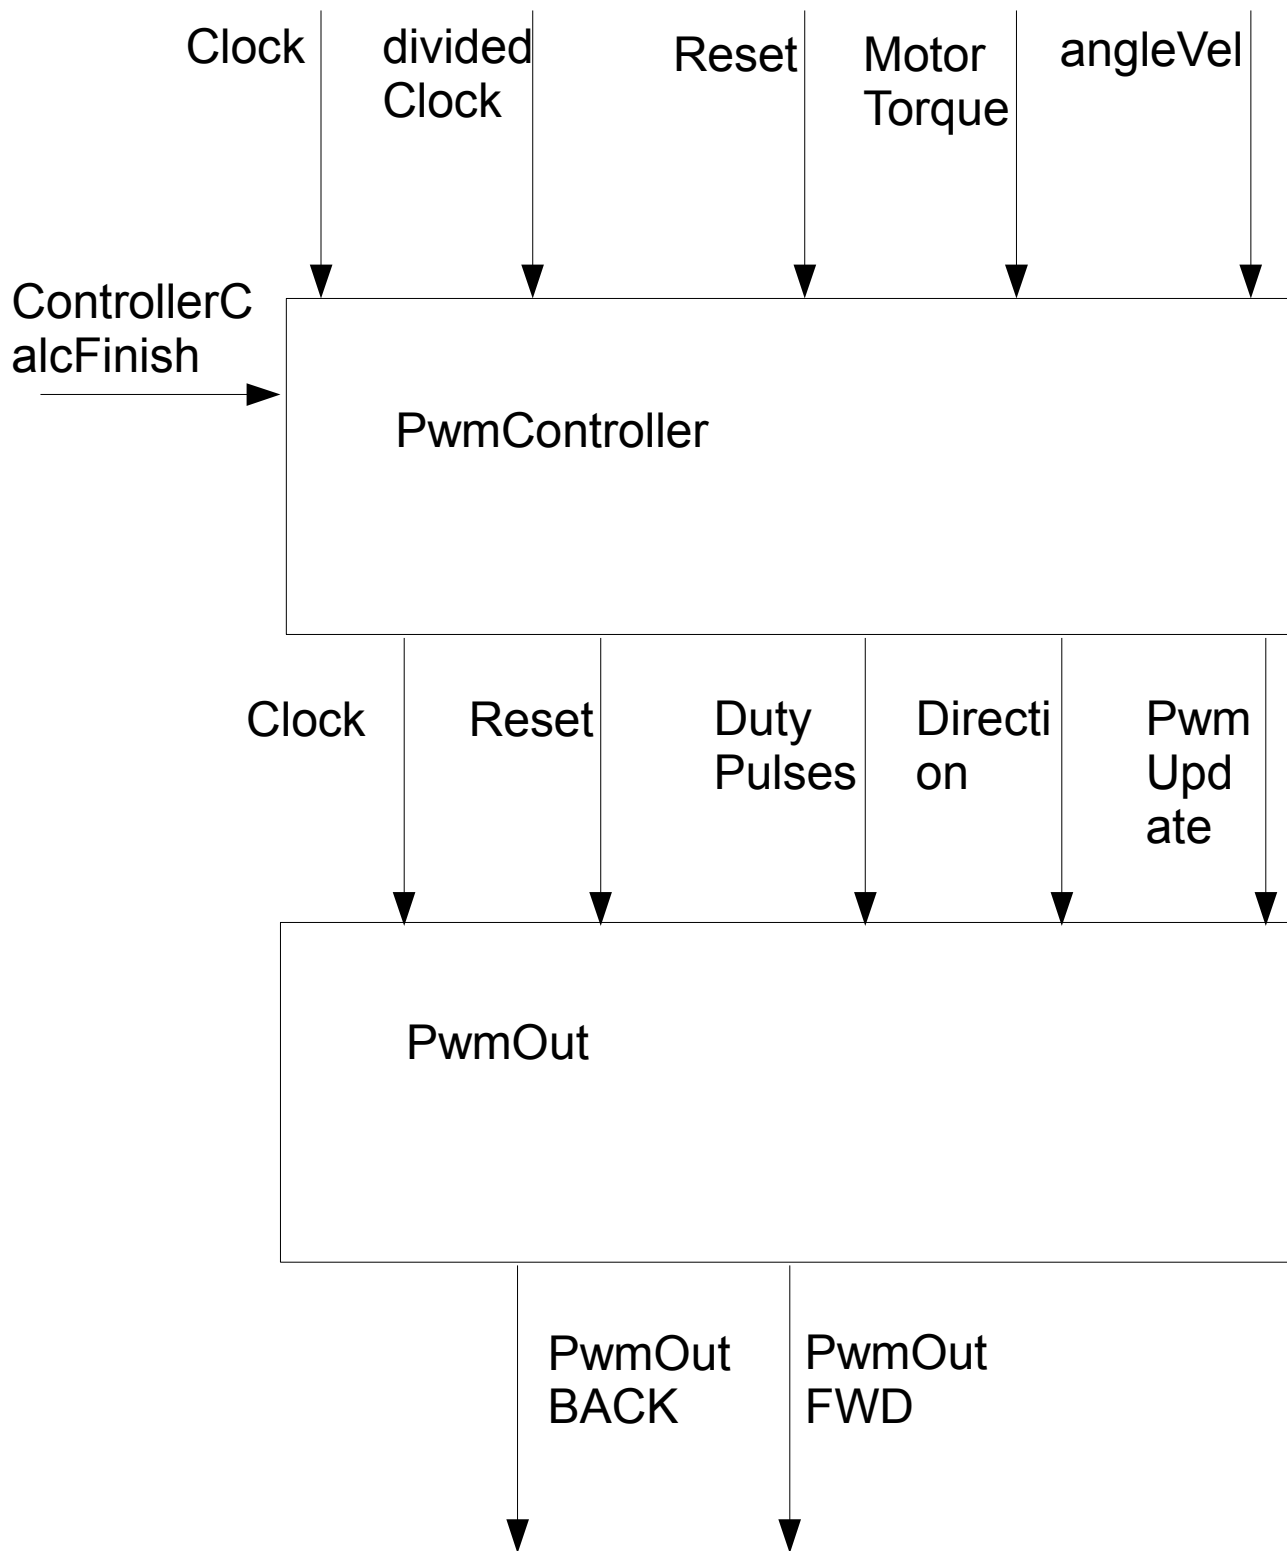 Clock
divided
Clock
Reset
Motor
Torque
angleVel
ControllerC
alcFinish
PwmController
Clock
Reset
Duty
Pulses
Directi
on
Pwm
Upd
ate
PwmOut
PwmOut
BACK
PwmOut
FWD